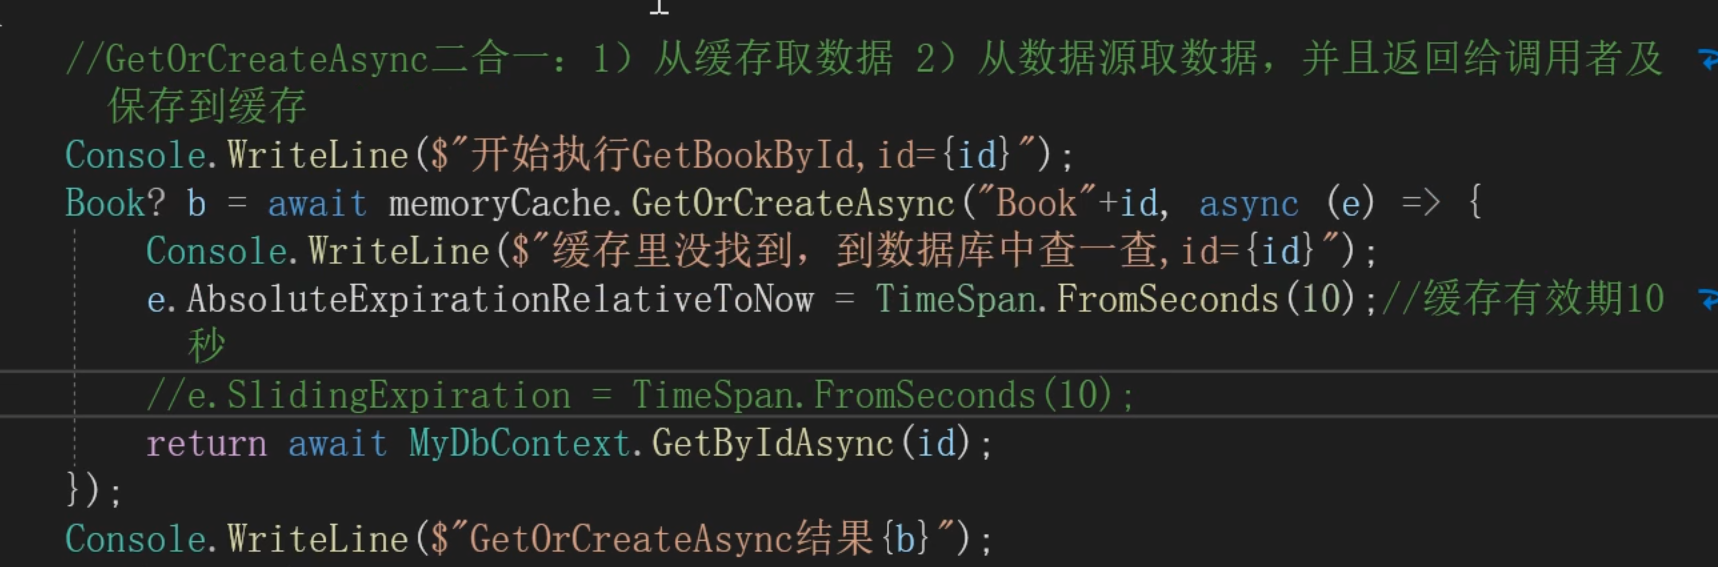 //GetOrCreateAsync二合一：1）从缓存取数据 2）从数据源取数据，并且返回给调用者及
保存到缓存
Console.WriteLine($"开始执行GetBookById,id={id}");
Book? b = await memoryCache.GetOrCreateAsync("Book"+id, async (e) => {
Console.WriteLine($"缓存里没找到，到数据库中查一查,id={id}");
e.AbsoluteExpirationRelativeToNow = TimeSpan.FromSeconds(10);//缓存有效期10
秒
//e.SlidingExpiration = TimeSpan.FromSeconds(10);
return await MyDbContext.GetByIdAsync(id);
});
Console.WriteLine($"GetOrCreateAsync结果{b}");